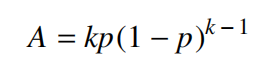 A = kp(1 − p)^{k − 1}